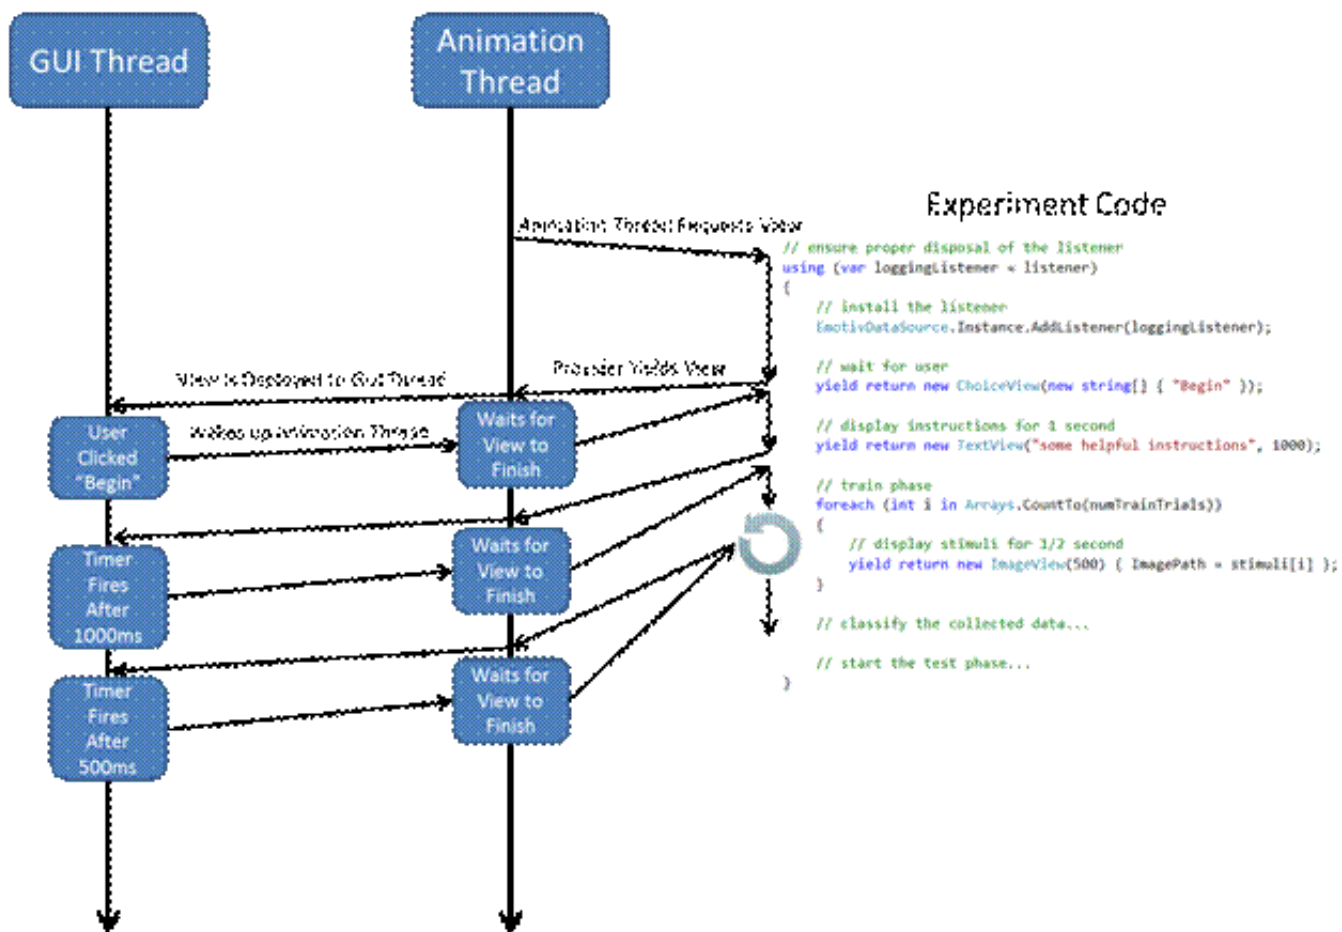 GUI Thread
Animation
Thread
Experiment Code
Animation Thread Requests View
// ensure proper disposal of the listener
using (var loggingListener = listener)
{
// install the listener
EmotivDataSource.Instance.AddListener(loggingListener);
// wait for user
yield return new ChoiceView(new string[] { "Begin" });
// display instructions for 1 second
yield return new TextView("some helpful instructions", 1000);
// train phase
foreach (int i in Arrays.CountTo(numTrainTrials))
{
// display stimuli for 1/2 second
yield return new ImageView(500) { ImagePath = stimuli[i] };
}
// classify the collected data...
// start the test phase...
}
Provider Yields View
View is Deployed to GUI Thread
User
Clicked
"Begin"
Wakes up Animation Thread
Waits for
View to
Finish
Timer
Fires
After
1000ms
Waits for
View to
Finish
Timer
Fires
After
500ms
Waits for
View to
Finish